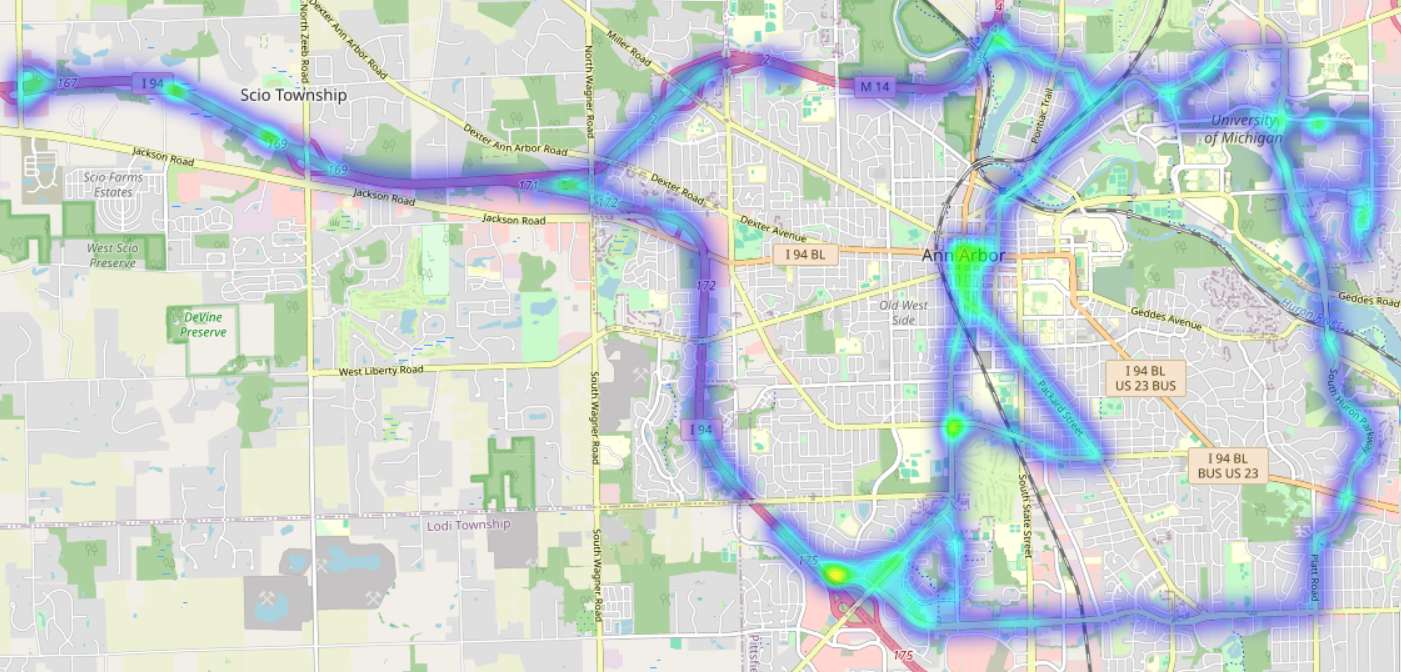 Dexter Ann Arbor Road
North Zeeb Road
4
Miller Road
North Wagner Road
2
167
I 94
Scio Township
M 14
Pontiac Trail
2
University
of Michigan
Dexter Ann Arbor Road
169
169
Jackson Road
171
Scio Farms
Estates
Jackson Road
Dexter Road
172
Jackson Road
Dexter Avenue
West Scio
Preserve
I 94 BL
Ann Arbor
172
Geddes Road
Huron River
Old West
Side
Geddes Avenue
DeVine
Preserve
West Liberty Road
I 94 BL
US 23 BUS
Packard Street
South Huron Parkway
South Wagner Road
I 94
I 94 BL
BUS US 23
South State Street
Lodi Township
South Wagner Road
175
Platt Road
175